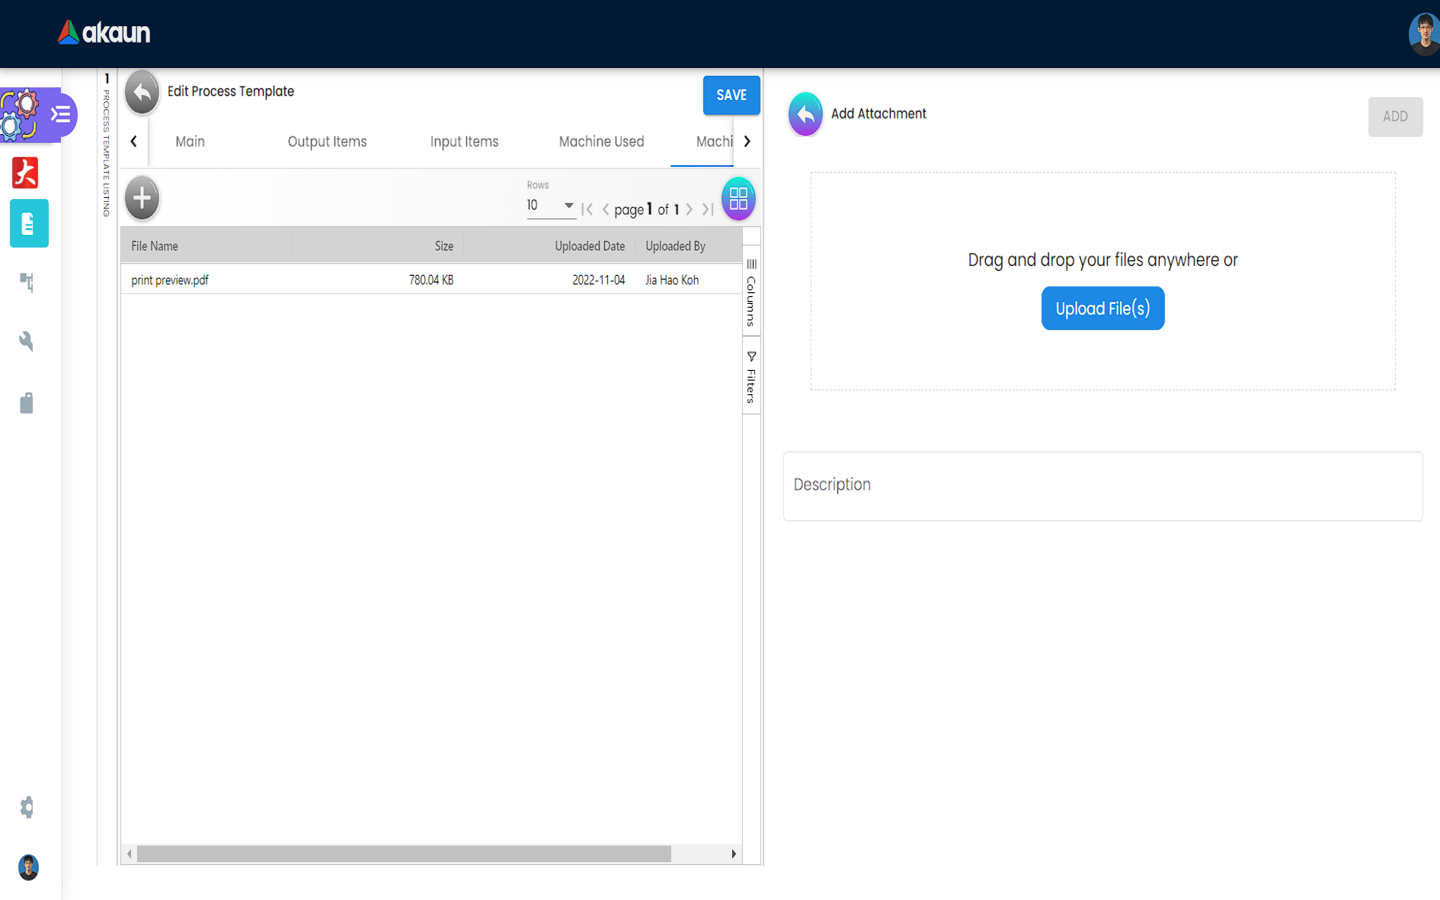 akaun
1 PROCESS TEMPLATE LISTING
Edit Process Template
SAVE
Main
Output Items
Input Items
Machine Used
Machi
Rows
10
page 1 of 1
File Name
Size
Uploaded Date
Uploaded By
print preview.pdf
780.04 KB
2022-11-04
Jia Hao Koh
Columns
Filters
Add Attachment
ADD
Drag and drop your files anywhere or
Upload File(s)
Description